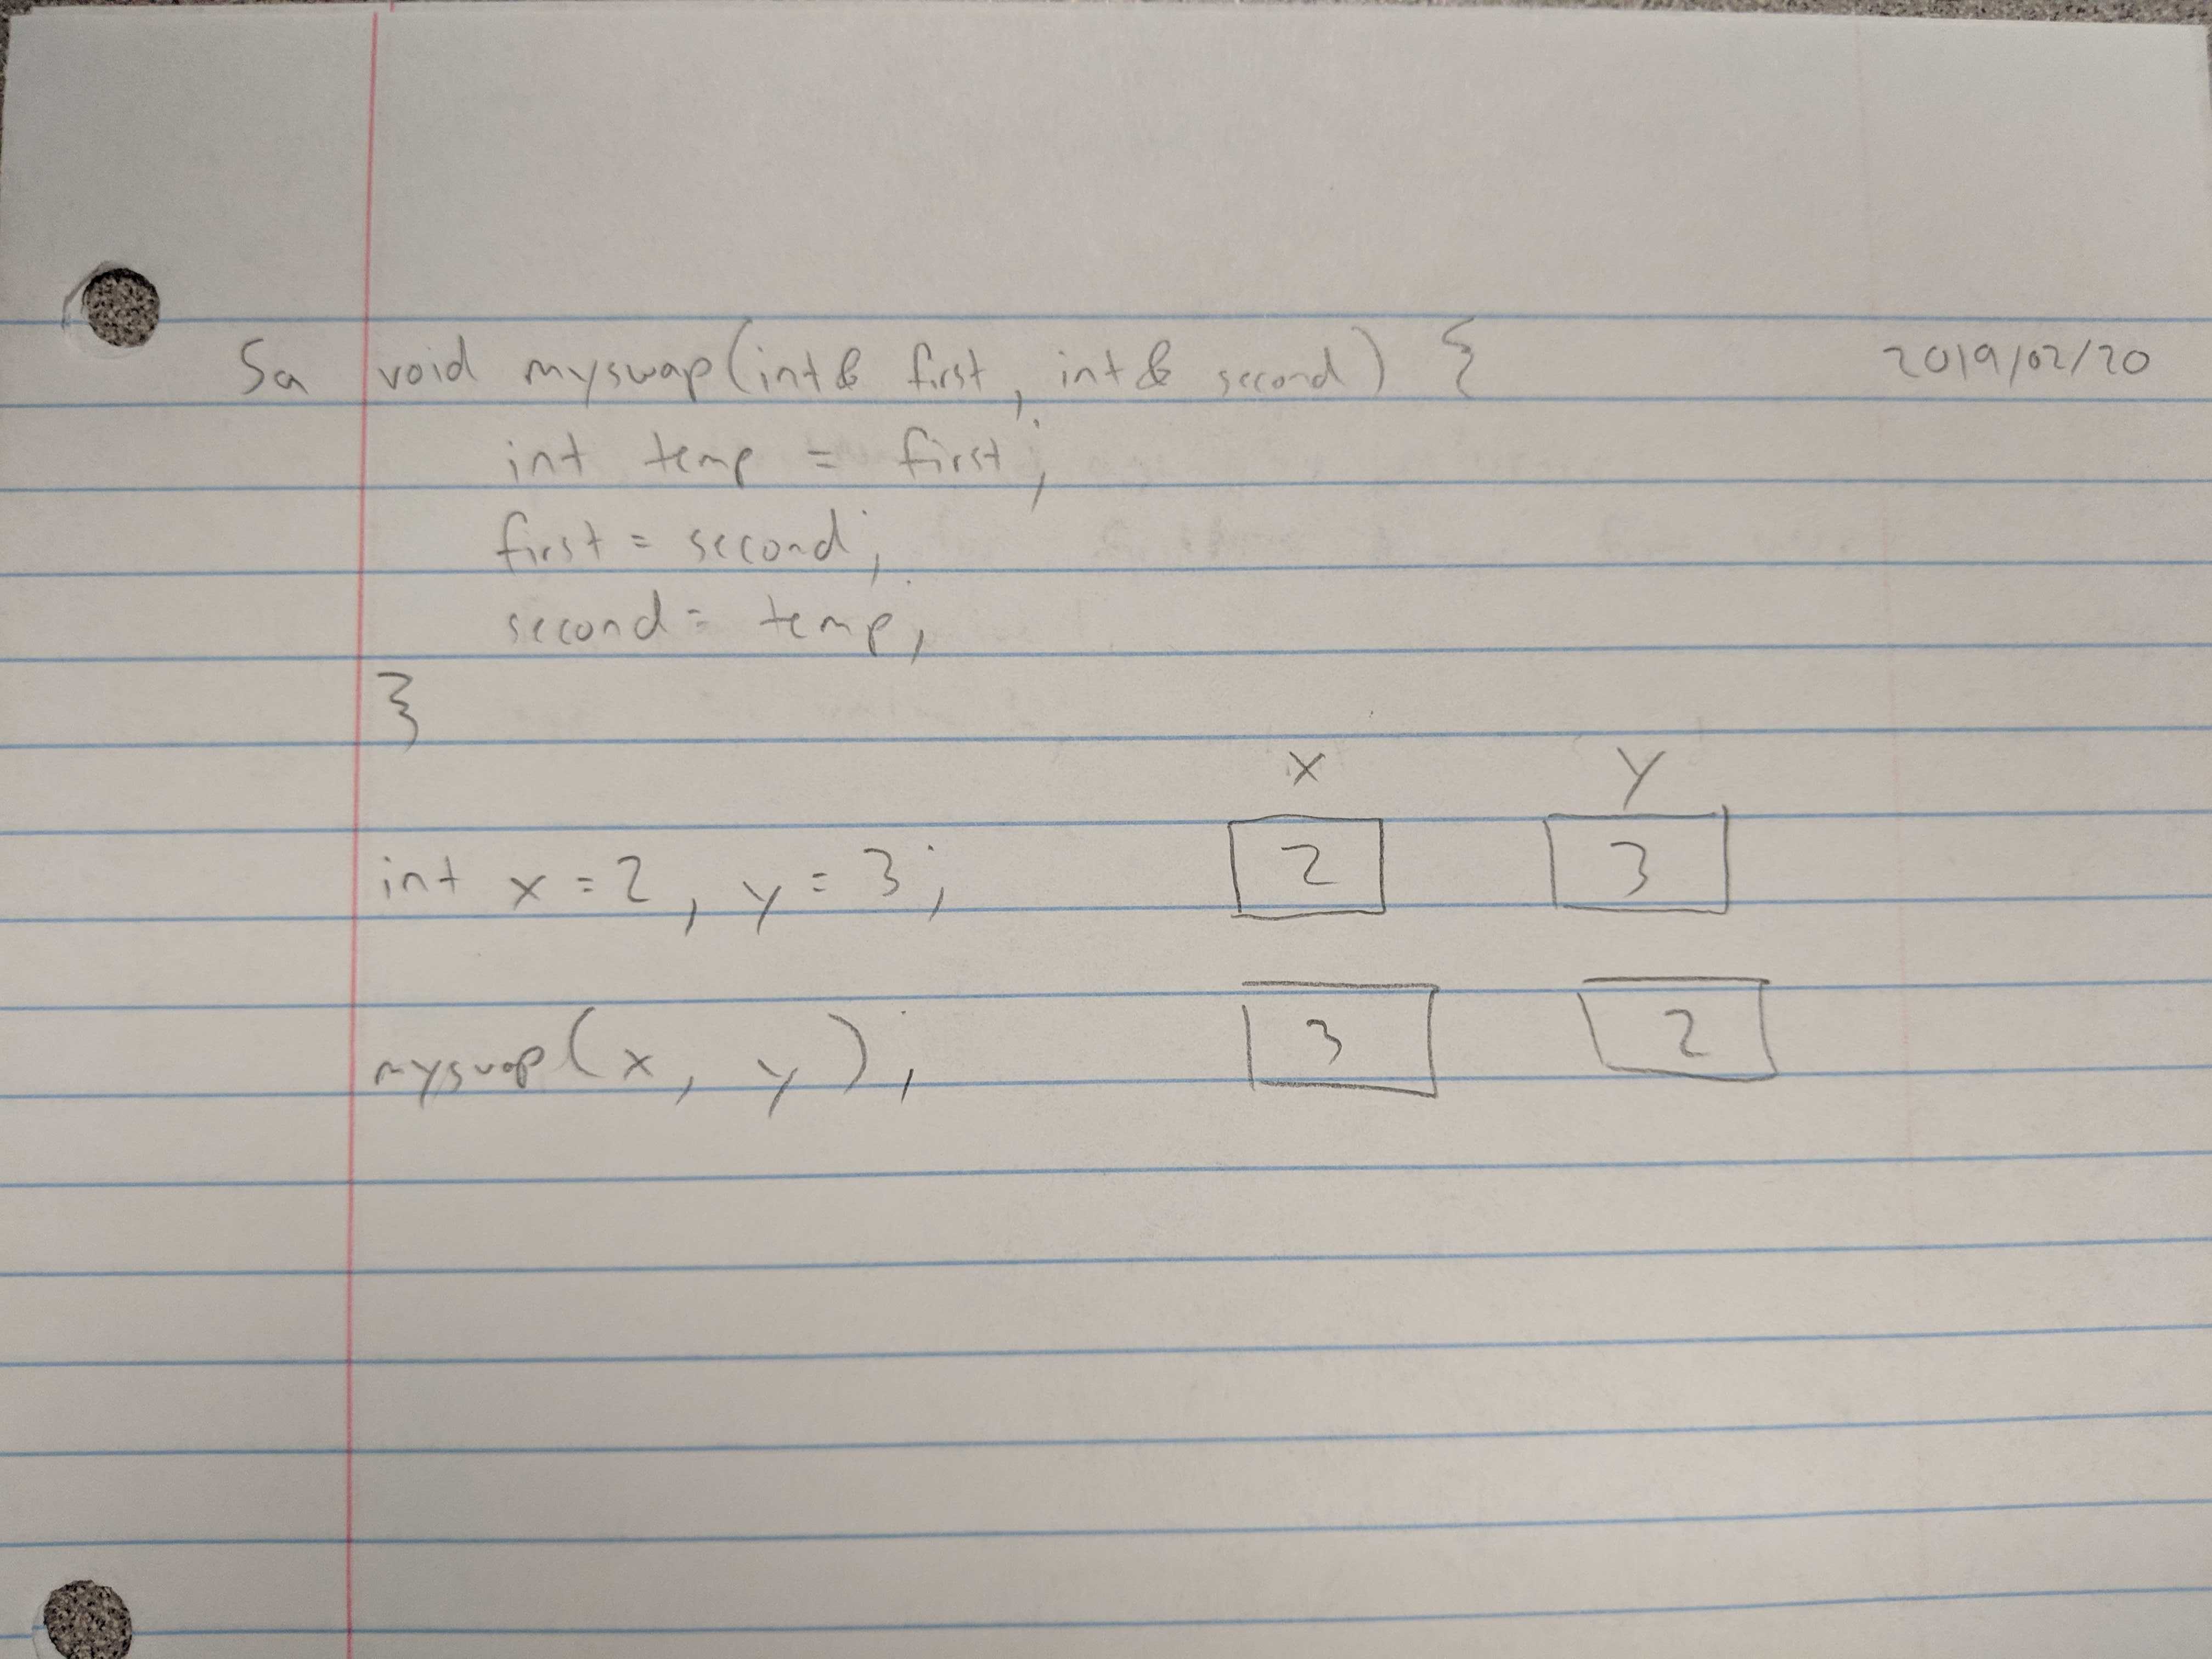 5a void myswap(int& first, int& second) { 2019/02/20
int temp = first;
first = second;
second = temp;
}
x y
int x = 2, y = 3; 2 3
myswap(x, y); 3 2